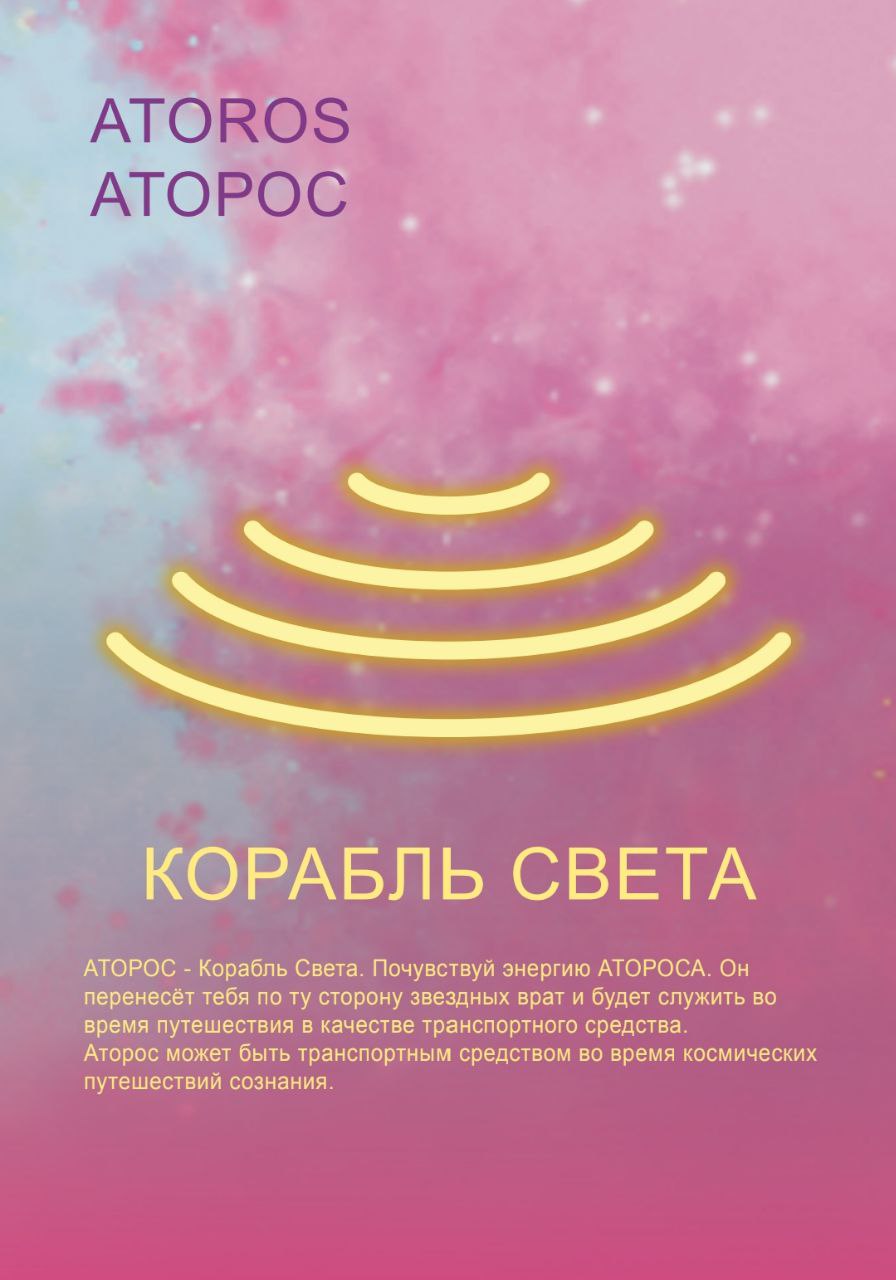 ATOROS
АТОРОС
КОРАБЛЬ СВЕТА
АТОРОС - Корабль Света. Почувствуй энергию АТОРОСА. Он
перенесёт тебя по ту сторону звездных врат и будет служить во
время путешествия в качестве транспортного средства.
Аторос может быть транспортным средством во время космических
путешествий сознания.